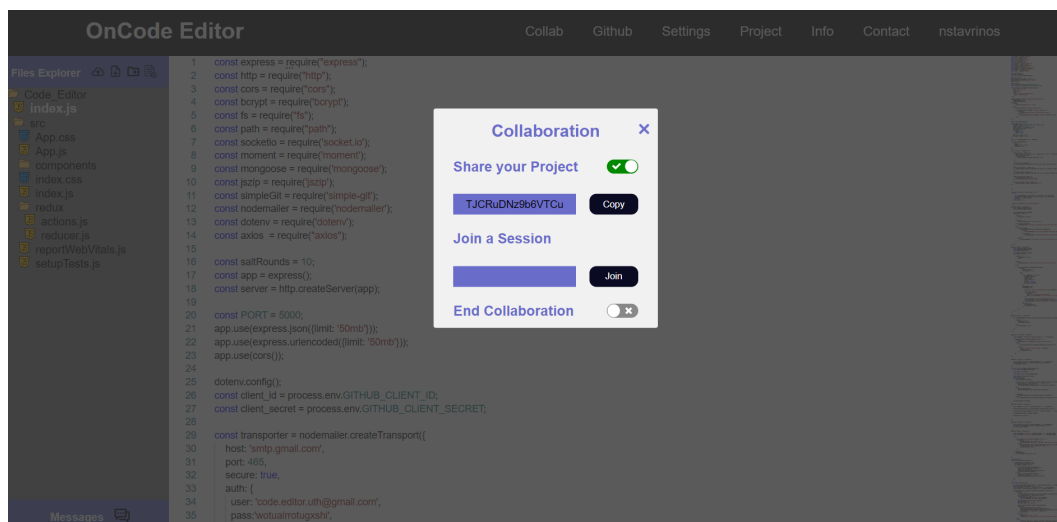 OnCode Editor
Collab Github Settings Project Info Contact nstavrinos
Files Explorer
Code_Editor
index.js
src
App.css
App.js
components
index.css
index.js
redux
actions.js
reducer.js
reportWebVitals.js
setupTests.js
Messages
1 const express = require("express");
2 const http = require("http");
3 const cors = require("cors");
4 const bcrypt = require('bcrypt');
5 const fs = require("fs");
6 const path = require("path");
7 const socketio = require('socket.io');
8 const moment = require('moment');
9 const mongoose = require('mongoose');
10 const jszip = require('jszip');
11 const simpleGit = require('simple-git');
12 const nodemailer = require('nodemailer');
13 const dotenv = require('dotenv');
14 const axios = require("axios");
15
16 const saltRounds = 10;
17 const app = express();
18 const server = http.createServer(app);
19
20 const PORT = 5000;
21 app.use(express.json({limit: '50mb'}));
22 app.use(express.urlencoded({limit: '50mb'}));
23 app.use(cors());
24
25 dotenv.config();
26 const client_id = process.env.GITHUB_CLIENT_ID;
27 const client_secret = process.env.GITHUB_CLIENT_SECRET;
28
29 const transporter = nodemailer.createTransport({
30 host: 'smtp.gmail.com',
31 port: 465,
32 secure: true,
33 auth: {
34 user: 'code.editor.uth@gmail.com',
35 pass:'wotuairrotugxshi',
Collaboration
Share your Project
TJCRuDNz9b6VTCu Copy
Join a Session
Join
End Collaboration